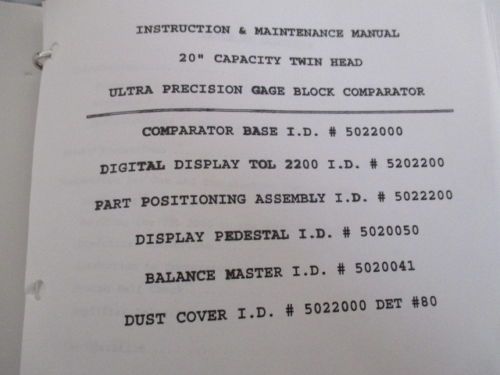 INSTRUCTION & MAINTENANCE MANUAL
20" CAPACITY TWIN HEAD
ULTRA PRECISION GAGE BLOCK COMPARATOR
COMPARATOR BASE I.D. # 5022000
DIGITAL DISPLAY TOL 2200 I.D. # 5202200
PART POSITIONING ASSEMBLY I.D. # 5022200
DISPLAY PEDESTAL I.D. # 5020050
BALANCE MASTER I.D. # 5020041
DUST COVER I.D. # 5022000 DET #80